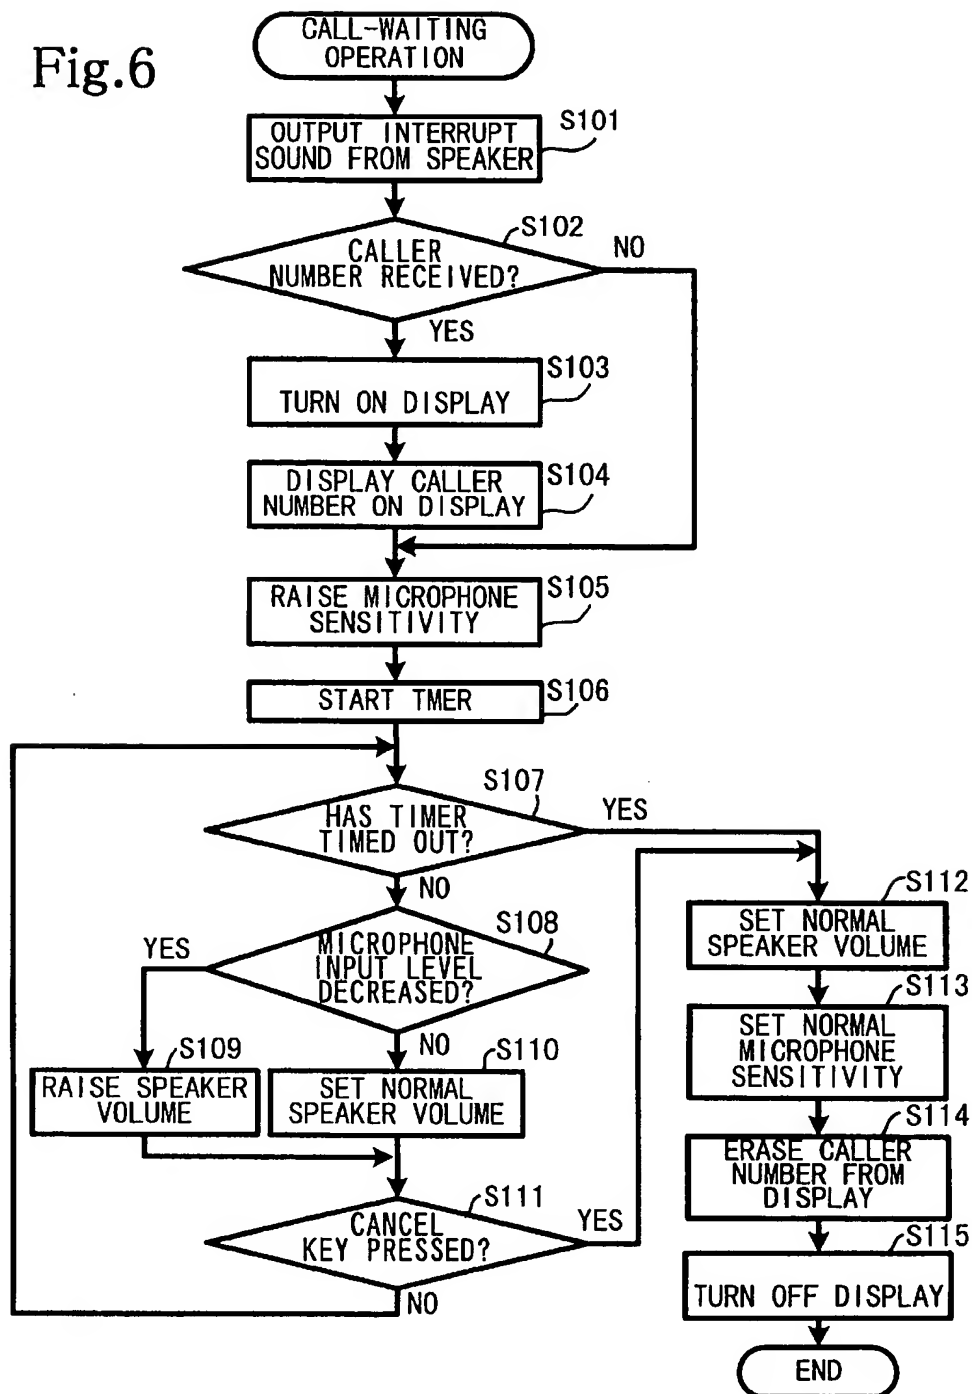 Fig.6
CALL-WAITING
OPERATION
OUTPUT INTERRUPT
SOUND FROM SPEAKER
S101
CALLER
NUMBER RECEIVED?
S102
NO
YES
TURN ON DISPLAY
S103
DISPLAY CALLER
NUMBER ON DISPLAY
S104
RAISE MICROPHONE
SENSITIVITY
S105
START TMER
S106
HAS TIMER
TIMED OUT?
S107
YES
NO
MICROPHONE
INPUT LEVEL
DECREASED?
S108
YES
NO
RAISE SPEAKER
VOLUME
S109
SET NORMAL
SPEAKER VOLUME
S110
CANCEL
KEY PRESSED?
S111
YES
NO
SET NORMAL
SPEAKER VOLUME
S112
SET NORMAL
MICROPHONE
SENSITIVITY
S113
ERASE CALLER
NUMBER FROM
DISPLAY
S114
TURN OFF DISPLAY
S115
END